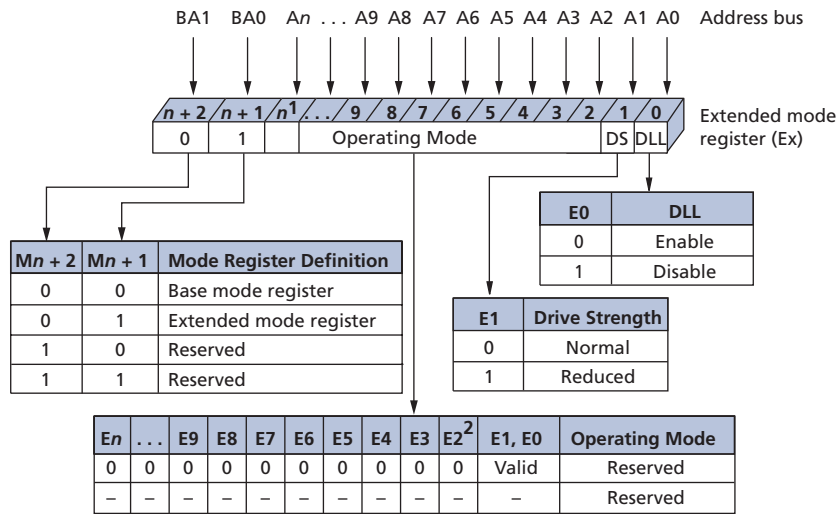 BA1 BA0 An . . . A9 A8 A7 A6 A5 A4 A3 A2 A1 A0 Address bus
n + 2 n + 1 n1 . . . 9 8 7 6 5 4 3 2 1 0
Extended mode
register (Ex)
0 1 Operating Mode DS DLL
E0 DLL
0 Enable
1 Disable
Mn + 2 Mn + 1 Mode Register Definition
0 0 Base mode register
0 1 Extended mode register
1 0 Reserved
1 1 Reserved
E1 Drive Strength
0 Normal
1 Reduced
En . . . E9 E8 E7 E6 E5 E4 E3 E2² E1, E0 Operating Mode
0 0 0 0 0 0 0 0 0 0 Valid Reserved
– – – – – – – – – – – Reserved